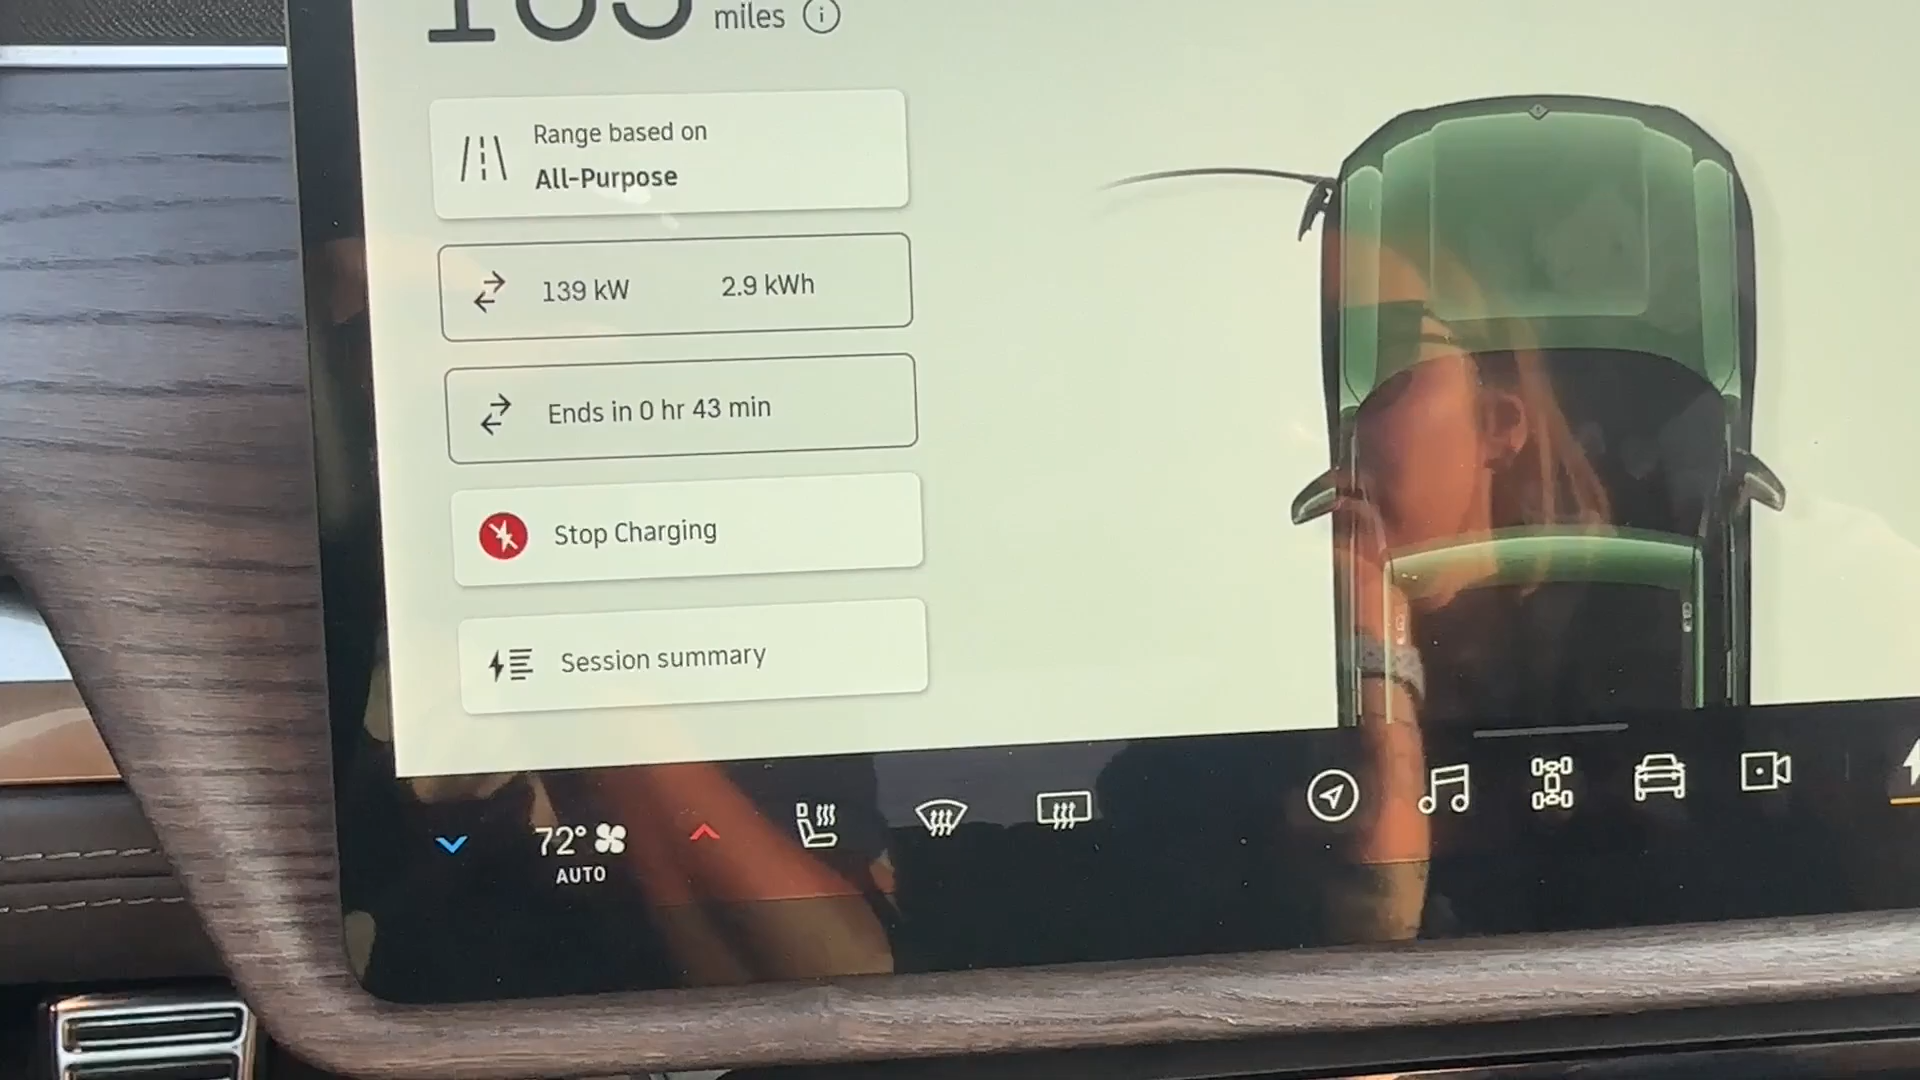 miles
Range based on
All-Purpose
139 kW 2.9 kWh
Ends in 0 hr 43 min
Stop Charging
Session summary
72°
AUTO